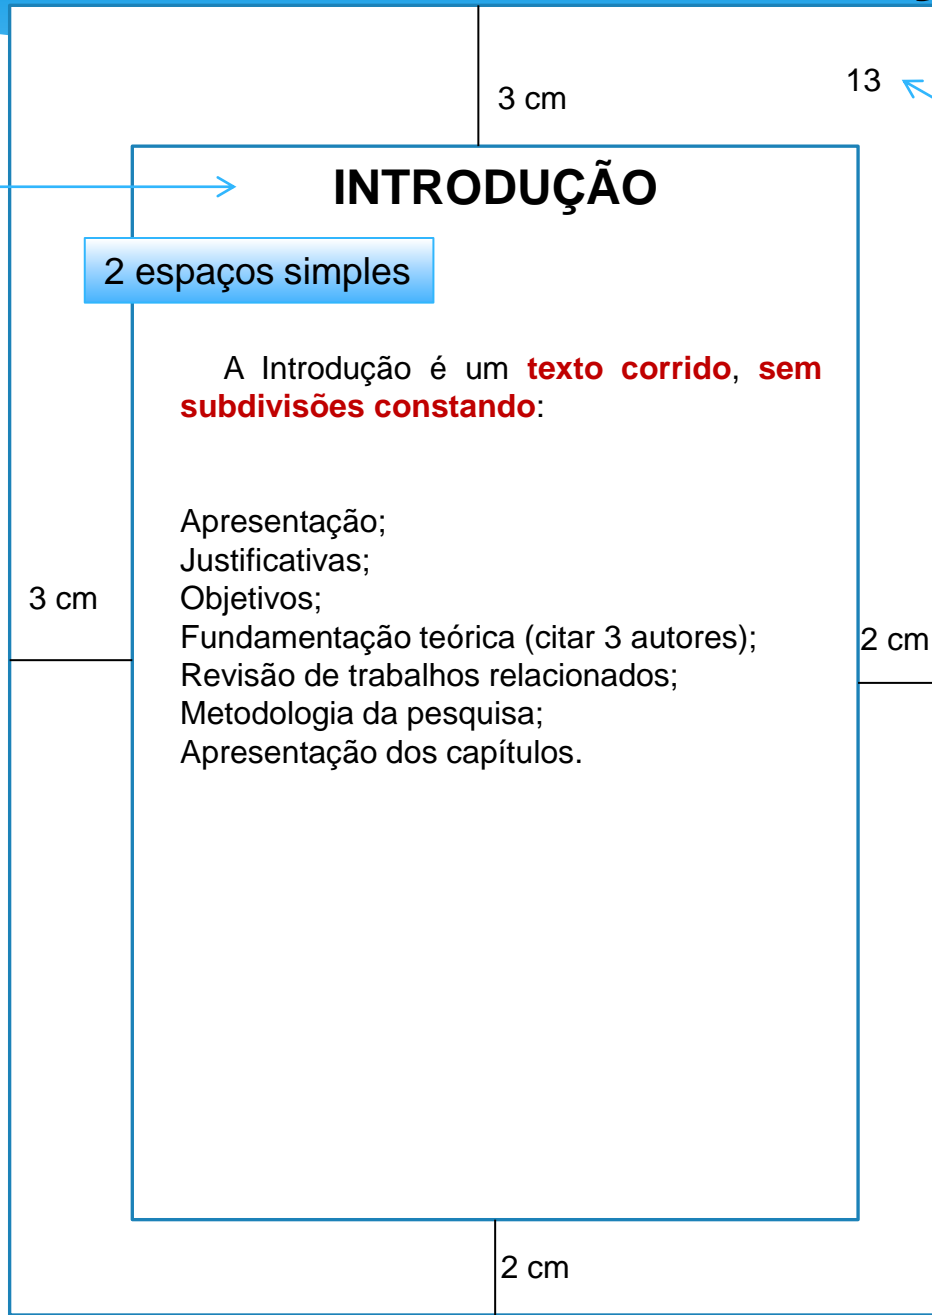 3 cm
13
INTRODUÇÃO
2 espaços simples
A Introdução é um texto corrido, sem
subdivisões constando:
Apresentação;
Justificativas;
Objetivos;
Fundamentação teórica (citar 3 autores);
Revisão de trabalhos relacionados;
Metodologia da pesquisa;
Apresentação dos capítulos.
3 cm
2 cm
2 cm